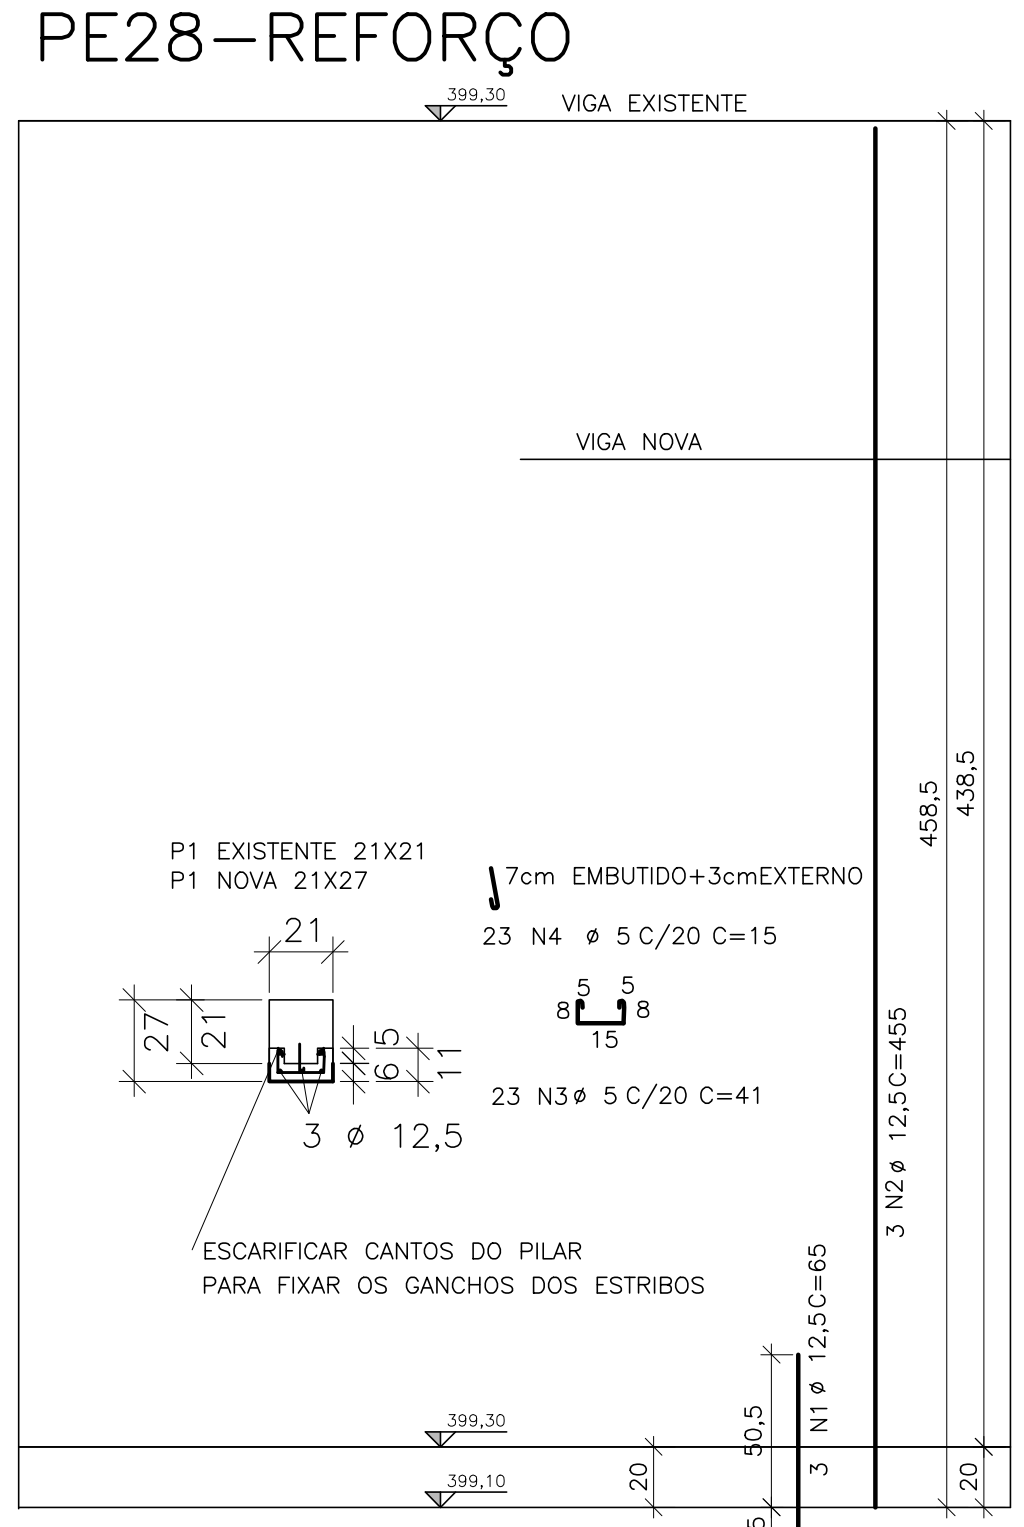 PE28-REFORÇO
399,30
VIGA EXISTENTE
VIGA NOVA
458,5
438,5
P1 EXISTENTE 21X21
P1 NOVA 21X27
7cm EMBUTIDO+3cmEXTERNO
23 N4 ø 5 C/20 C=15
21
5 5
8 8
15
27
21
5
6
11
23 N3ø 5 C/20 C=41
3 ø 12,5
3 N2ø 12,5C=455
ESCARIFICAR CANTOS DO PILAR
PARA FIXAR OS GANCHOS DOS ESTRIBOS
3 N1ø 12,5C=65
50,5
399,30
20
20
399,10